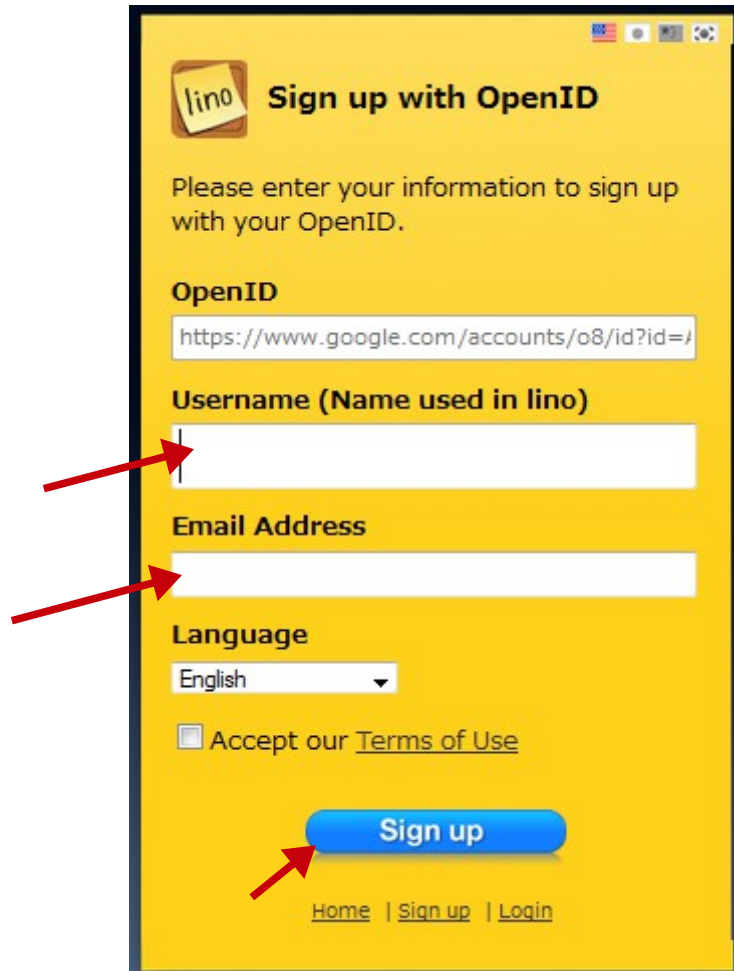 lino
Sign up with OpenID
Please enter your information to sign up
with your OpenID.
OpenID
https://www.google.com/accounts/o8/id?id=
Username (Name used in lino)
Email Address
Language
English
Accept our Terms of Use
Sign up
Home | Sign up | Login